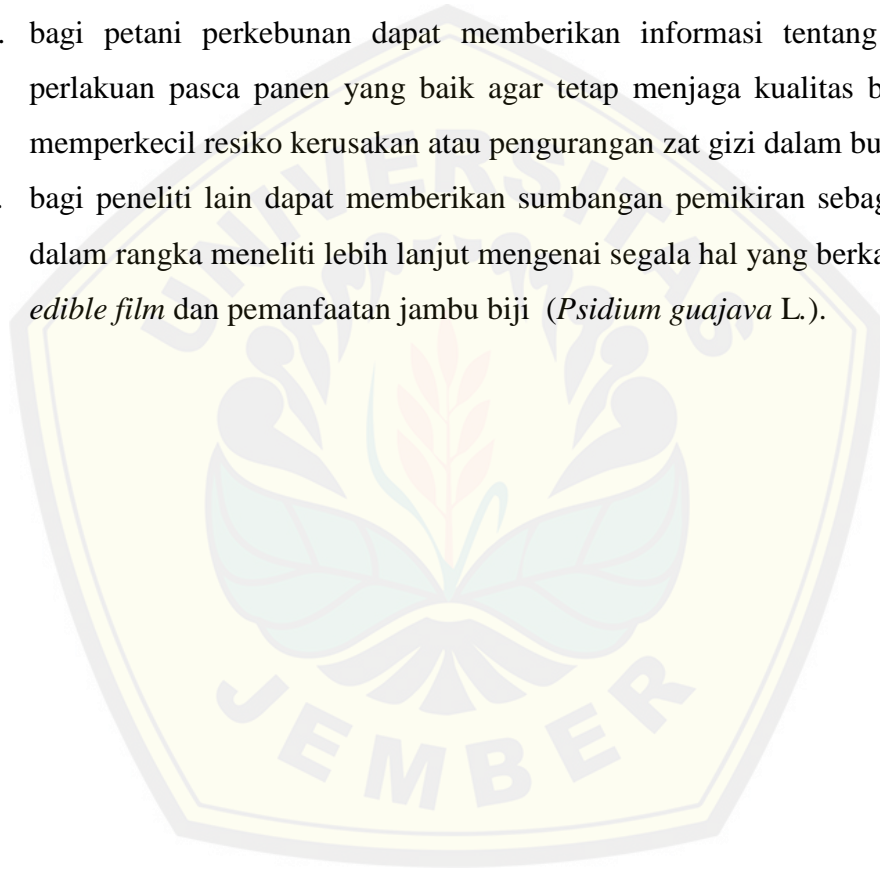 . bagi petani perkebunan dapat memberikan informasi tentang
perlakuan pasca panen yang baik agar tetap menjaga kualitas
memperkecil resiko kerusakan atau pengurangan zat gizi dalam
. bagi peneliti lain dapat memberikan sumbangan pemikiran
dalam rangka meneliti lebih lanjut mengenai segala hal yang
edible film dan pemanfaatan jambu biji (Psidium guajava L.).
UNIVERSITAS
JEMBER